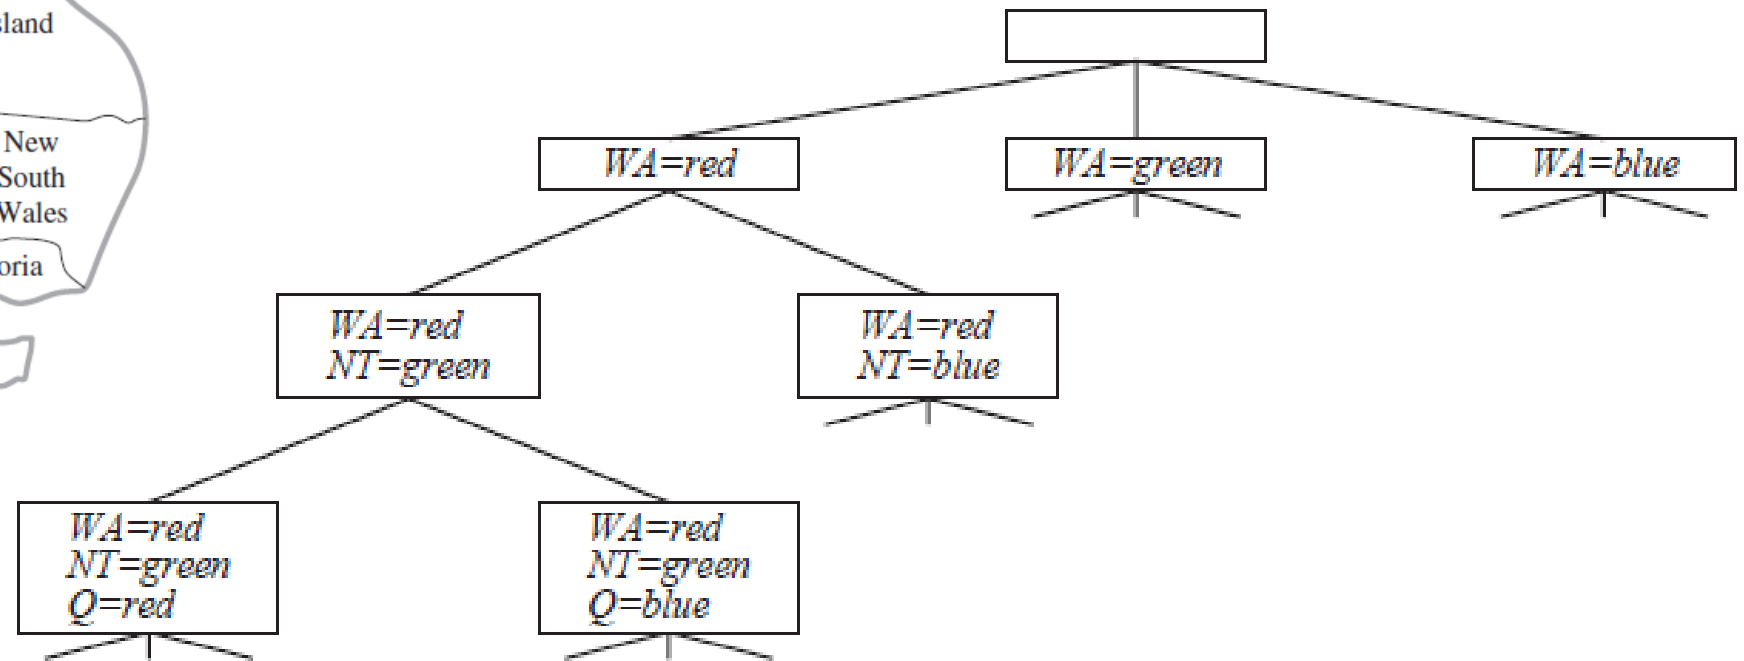 sland
New
South
Wales
oria
WA=red
WA=green
WA=blue
WA=red
NT=green
WA=red
NT=blue
WA=red
NT=green
Q=red
WA=red
NT=green
Q=blue